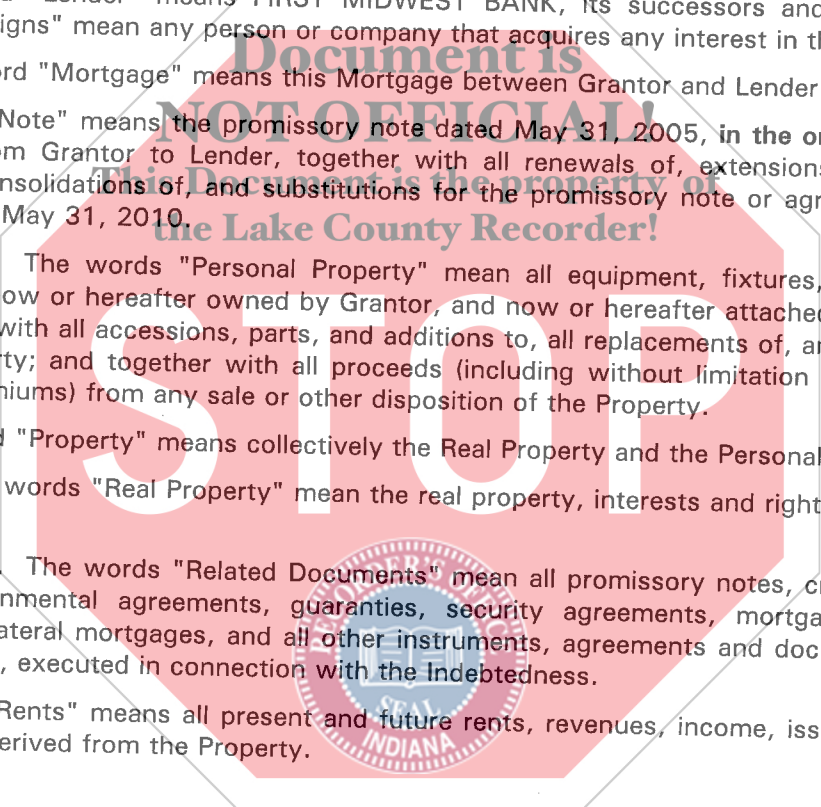 "Lender" means FIRST MIDWEST BANK, its successors and
igns" mean any person or company that acquires any interest in th
Document is
ord "Mortgage" means this Mortgage between Grantor and Lender
NOT OFFICIAL!
Note" means the promissory note dated May 31, 2005, in the or
om Grantor to Lender, together with all renewals of, extensions
This Document is the property of
nsolidations of, and substitutions for the promissory note or agr
May 31, 2010.
the Lake County Recorder!
The words "Personal Property" mean all equipment, fixtures,
ow or hereafter owned by Grantor, and now or hereafter attached
with all accessions, parts, and additions to, all replacements of, an
rty; and together with all proceeds (including without limitation
niums) from any sale or other disposition of the Property.
STOP
d "Property" means collectively the Real Property and the Personal
words "Real Property" mean the real property, interests and right
. The words "Related Documents" mean all promissory notes, cr
nmental agreements, guaranties, security agreements, mortga
ateral mortgages, and all other instruments, agreements and doc
, executed in connection with the Indebtedness.
RECORDER'S OFFICE
SEAL
INDIANA
Rents" means all present and future rents, revenues, income, iss
erived from the Property.